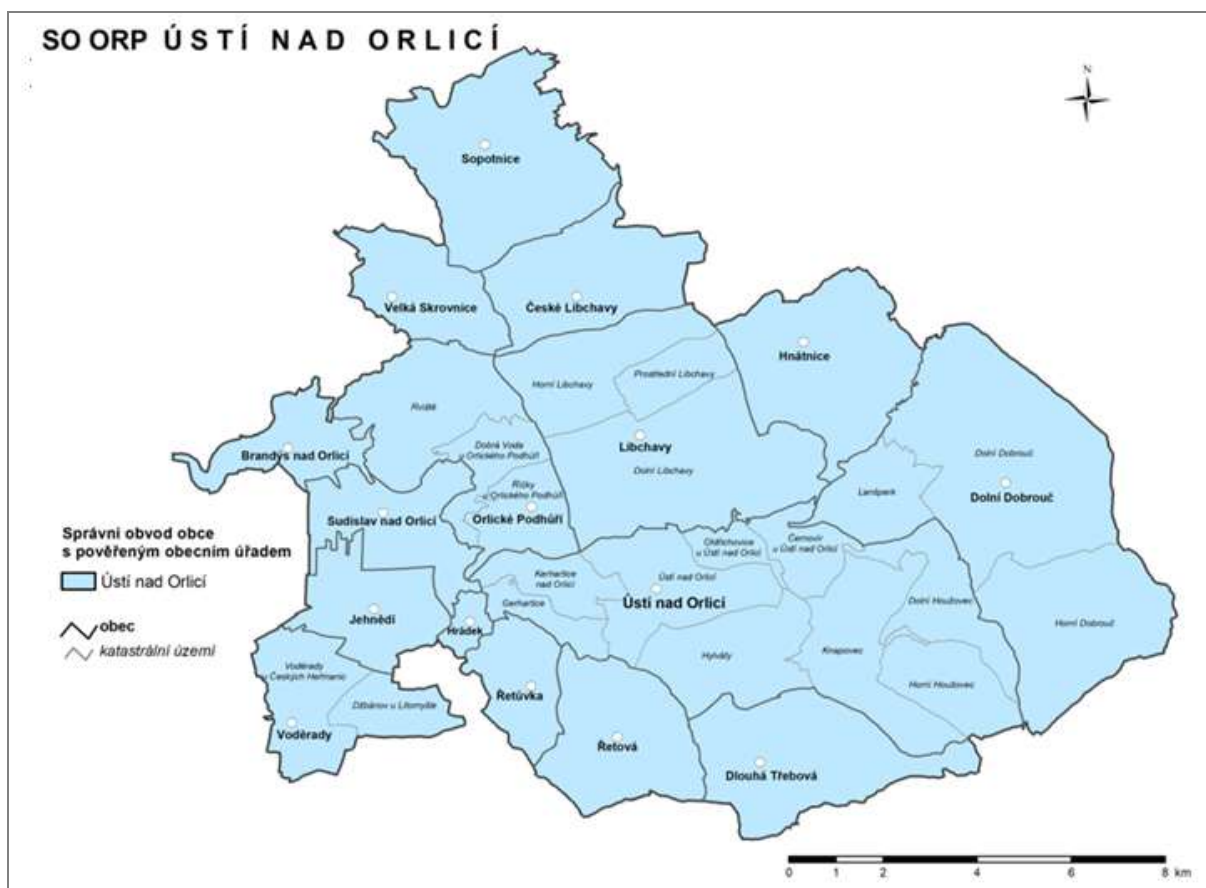 SO ORP ÚSTÍ NAD ORLICÍ
N
Sopotnice
Velká Skrovnice
České Libchavy
Hnátnice
Horní Libchavy
Prostřední Libchavy
Rviště
Dobrá Voda
u Orlického Podhůří
Libchavy
Dolní Libchavy
Brandýs nad Orlicí
Dolní Dobrouč
Dolní Dobrouč
Lanšperk
Říčky
u Orlického Podhůří
Orlické Podhůří
Sudislav nad Orlicí
Oldřichovice
u Ústí nad Orlicí
Černovír
u Ústí nad Orlicí
Správní obvod obce
s pověřeným obecním úřadem
Ústí nad Orlicí
Kerhartice
nad Orlicí
Gerhartice
Ústí nad Orlicí
Ústí nad Orlicí
Dolní Houžovec
Jehnědí
Hrádek
Horní Dobrouč
obec
katastrální území
Hylváty
Knapovec
Horní Houžovec
Voděrady
u Českých Heřmanic
Džbánov u Litomyšle
Řetůvka
Voděrady
Řetová
Dlouhá Třebová
0 1 2 4 6 8 km